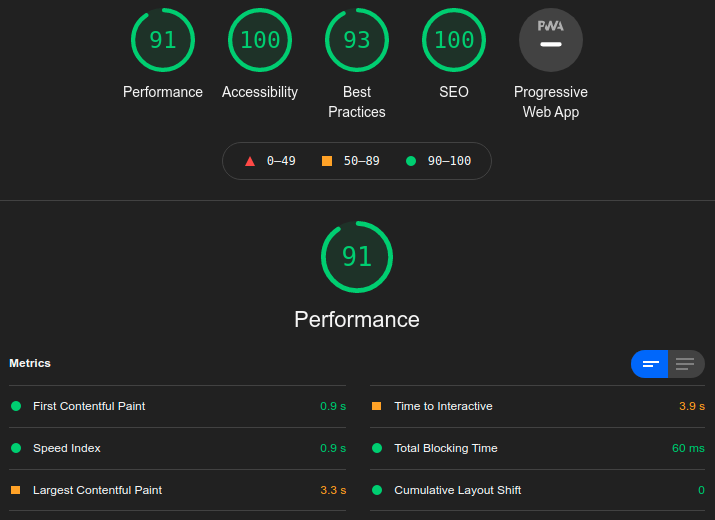 91 100 93 100 PWA
Performance Accessibility Best Practices SEO Progressive Web App
0–49 50–89 90–100
91
Performance
Metrics
First Contentful Paint 0.9 s
Time to Interactive 3.9 s
Speed Index 0.9 s
Total Blocking Time 60 ms
Largest Contentful Paint 3.3 s
Cumulative Layout Shift 0